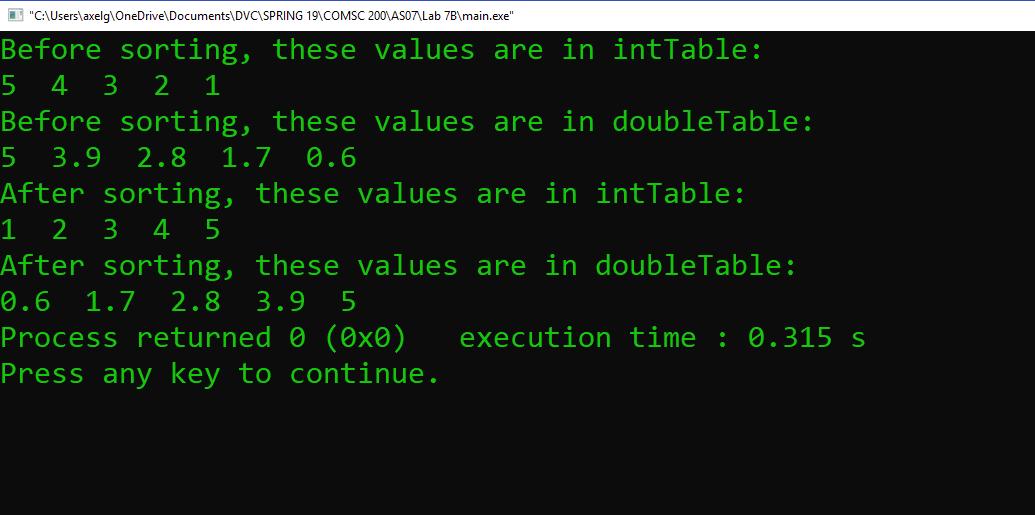 "C:\Users\axelg\OneDrive\Documents\DVC\SPRING 19\COMSC 200\AS07\Lab 7B\main.exe"
Before sorting, these values are in intTable:
5  4  3  2  1
Before sorting, these values are in doubleTable:
5  3.9  2.8  1.7  0.6
After sorting, these values are in intTable:
1  2  3  4  5
After sorting, these values are in doubleTable:
0.6  1.7  2.8  3.9  5
Process returned 0 (0x0)   execution time : 0.315 s
Press any key to continue.